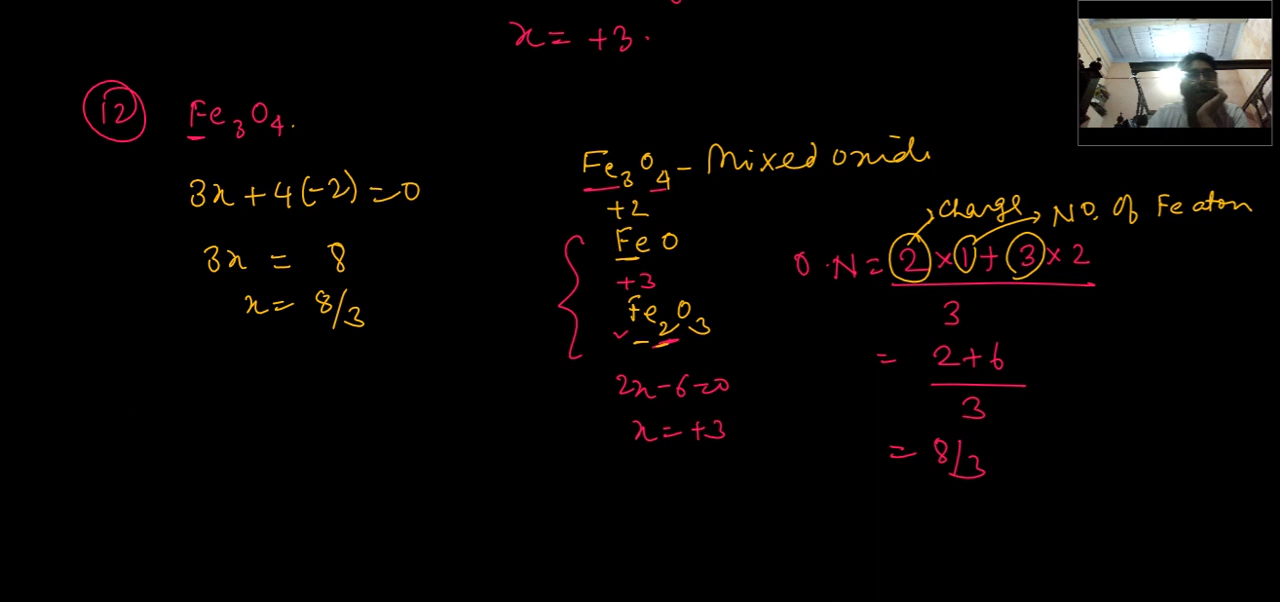 x = +3.
12 Fe3O4.
3x + 4(-2) = 0
3x = 8
x = 8/3
Fe3O4 - Mixed oxide
+2
FeO
+3
Fe2O3
2x - 6 = 0
x = +3
charge, No. of Fe atom
O.N = 2 × 1 + 3 × 2
3
= 2 + 6
3
= 8/3